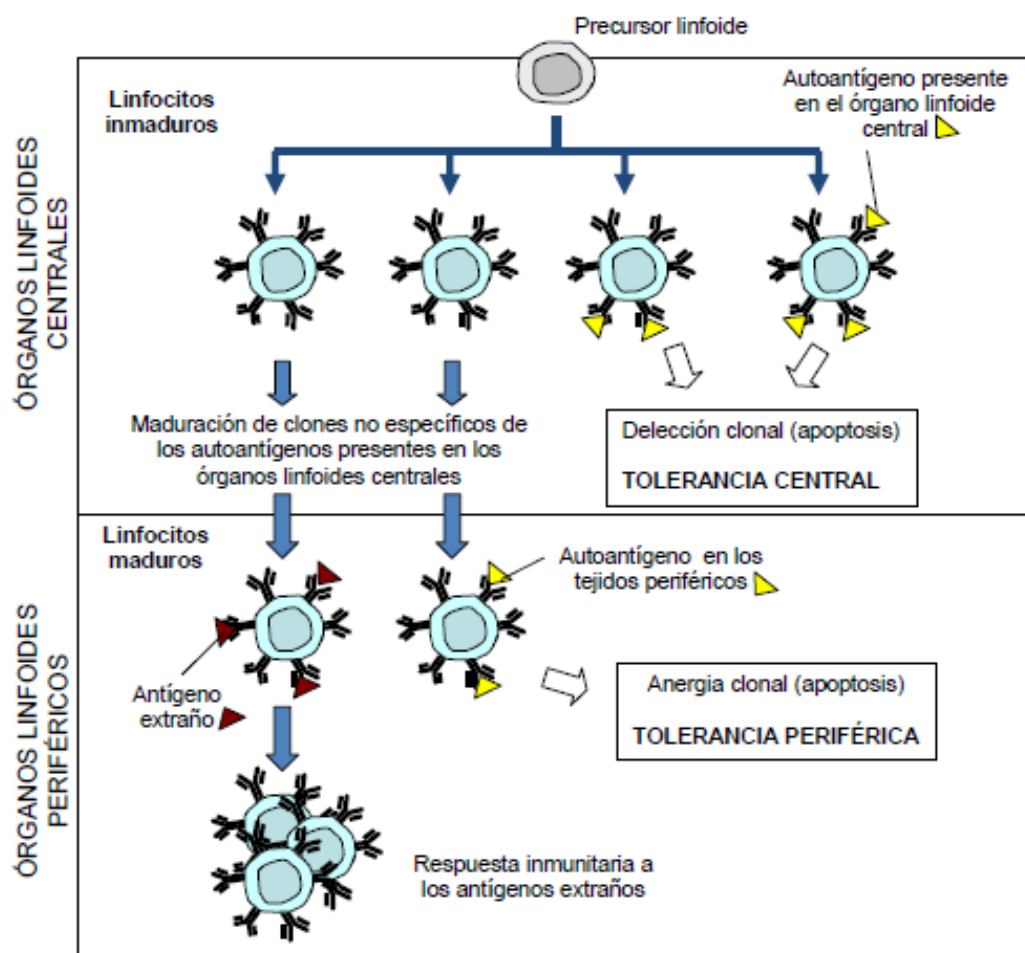 Precursor linfoide
ÓRGANOS LINFOIDES
CENTRALES
Linfocitos
inmaduros
Autoantígeno presente
en el órgano linfoide
central
Maduración de clones no específicos de
los autoantígenos presentes en los
órganos linfoides centrales
Delección clonal (apoptosis)
TOLERANCIA CENTRAL
ÓRGANOS LINFOIDES
PERIFÉRICOS
Linfocitos
maduros
Autoantígeno en los
tejidos periféricos
Antígeno
extraño
Anergia clonal (apoptosis)
TOLERANCIA PERIFÉRICA
Respuesta inmunitaria a
los antígenos extraños